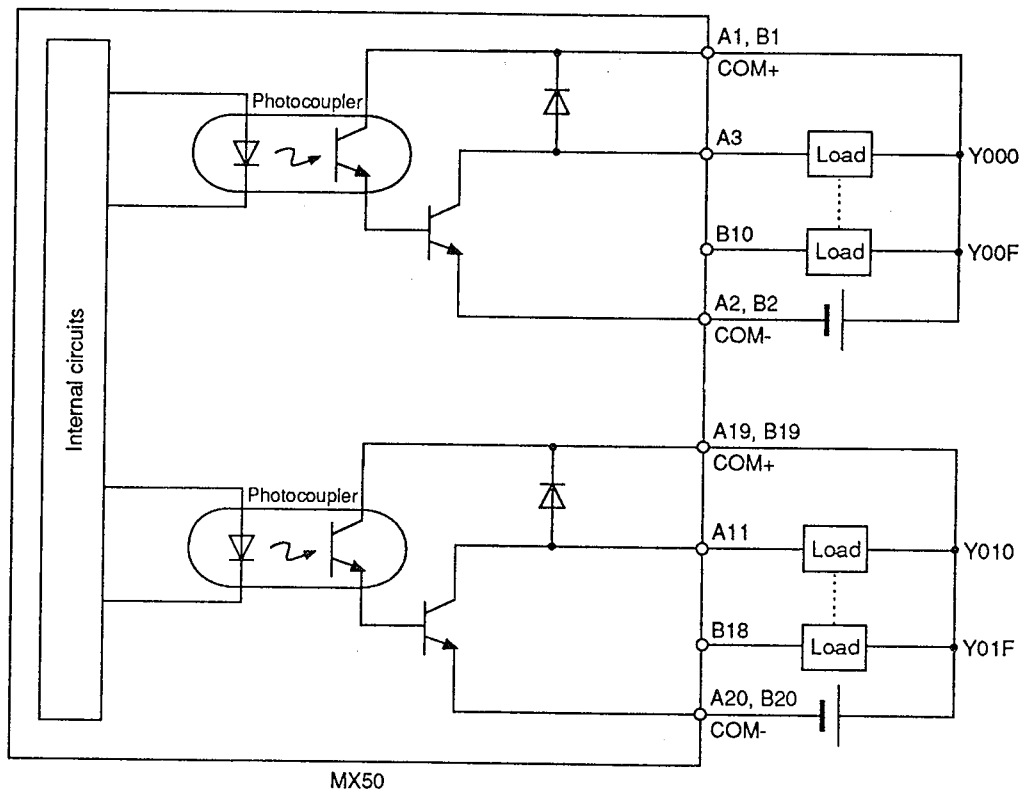 A1, B1
COM+
Photocoupler
A3
Load
Y000
B10
Load
Y00F
A2, B2
COM-
Internal circuits
A19, B19
COM+
Photocoupler
A11
Load
Y010
B18
Load
Y01F
A20, B20
COM-
MX50